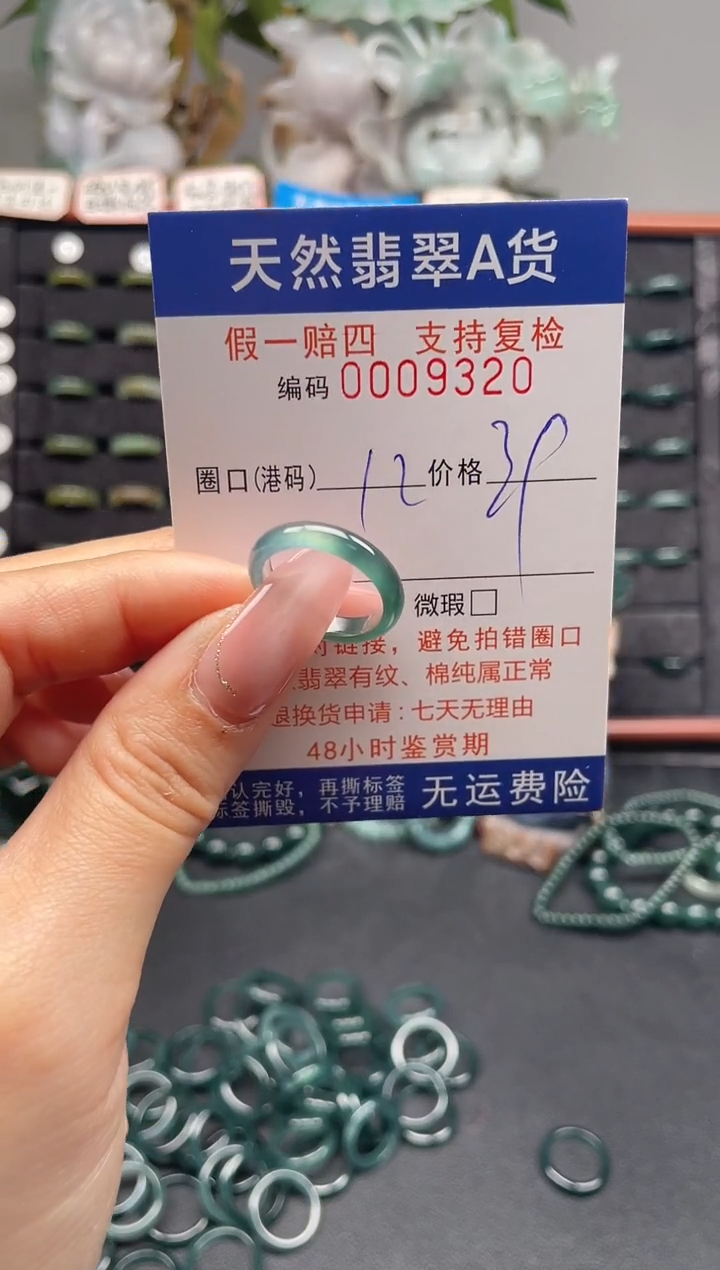 天然翡翠A货
假一赔四 支持复检
编码 0009320
圈口(港码) 12 价格 39
微瑕□
链接，避免拍错圈口
翡翠有纹、棉纯属正常
退换货申请：七天无理由
48小时鉴赏期
认完好，再撕标签
标签撕毁，不予理赔
无运费险